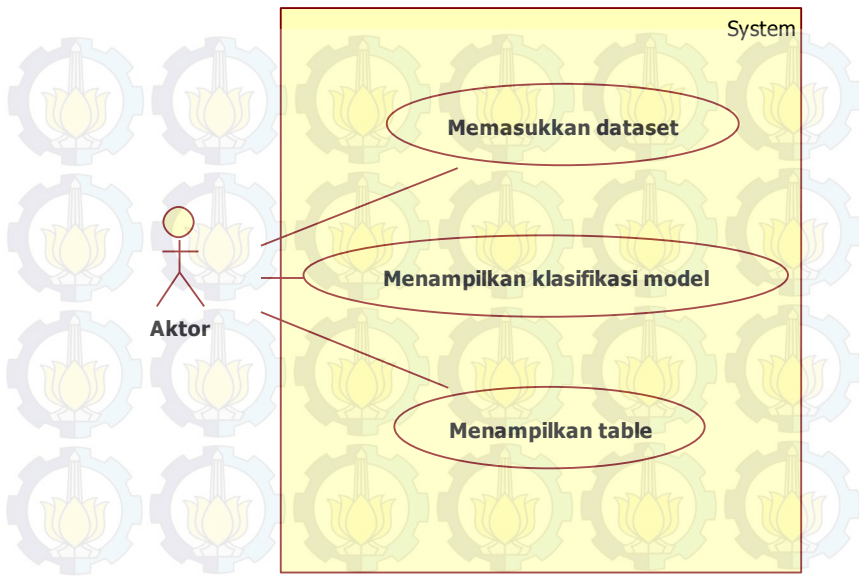 System
Memasukkan dataset
Menampilkan klasifikasi model
Aktor
Menampilkan table